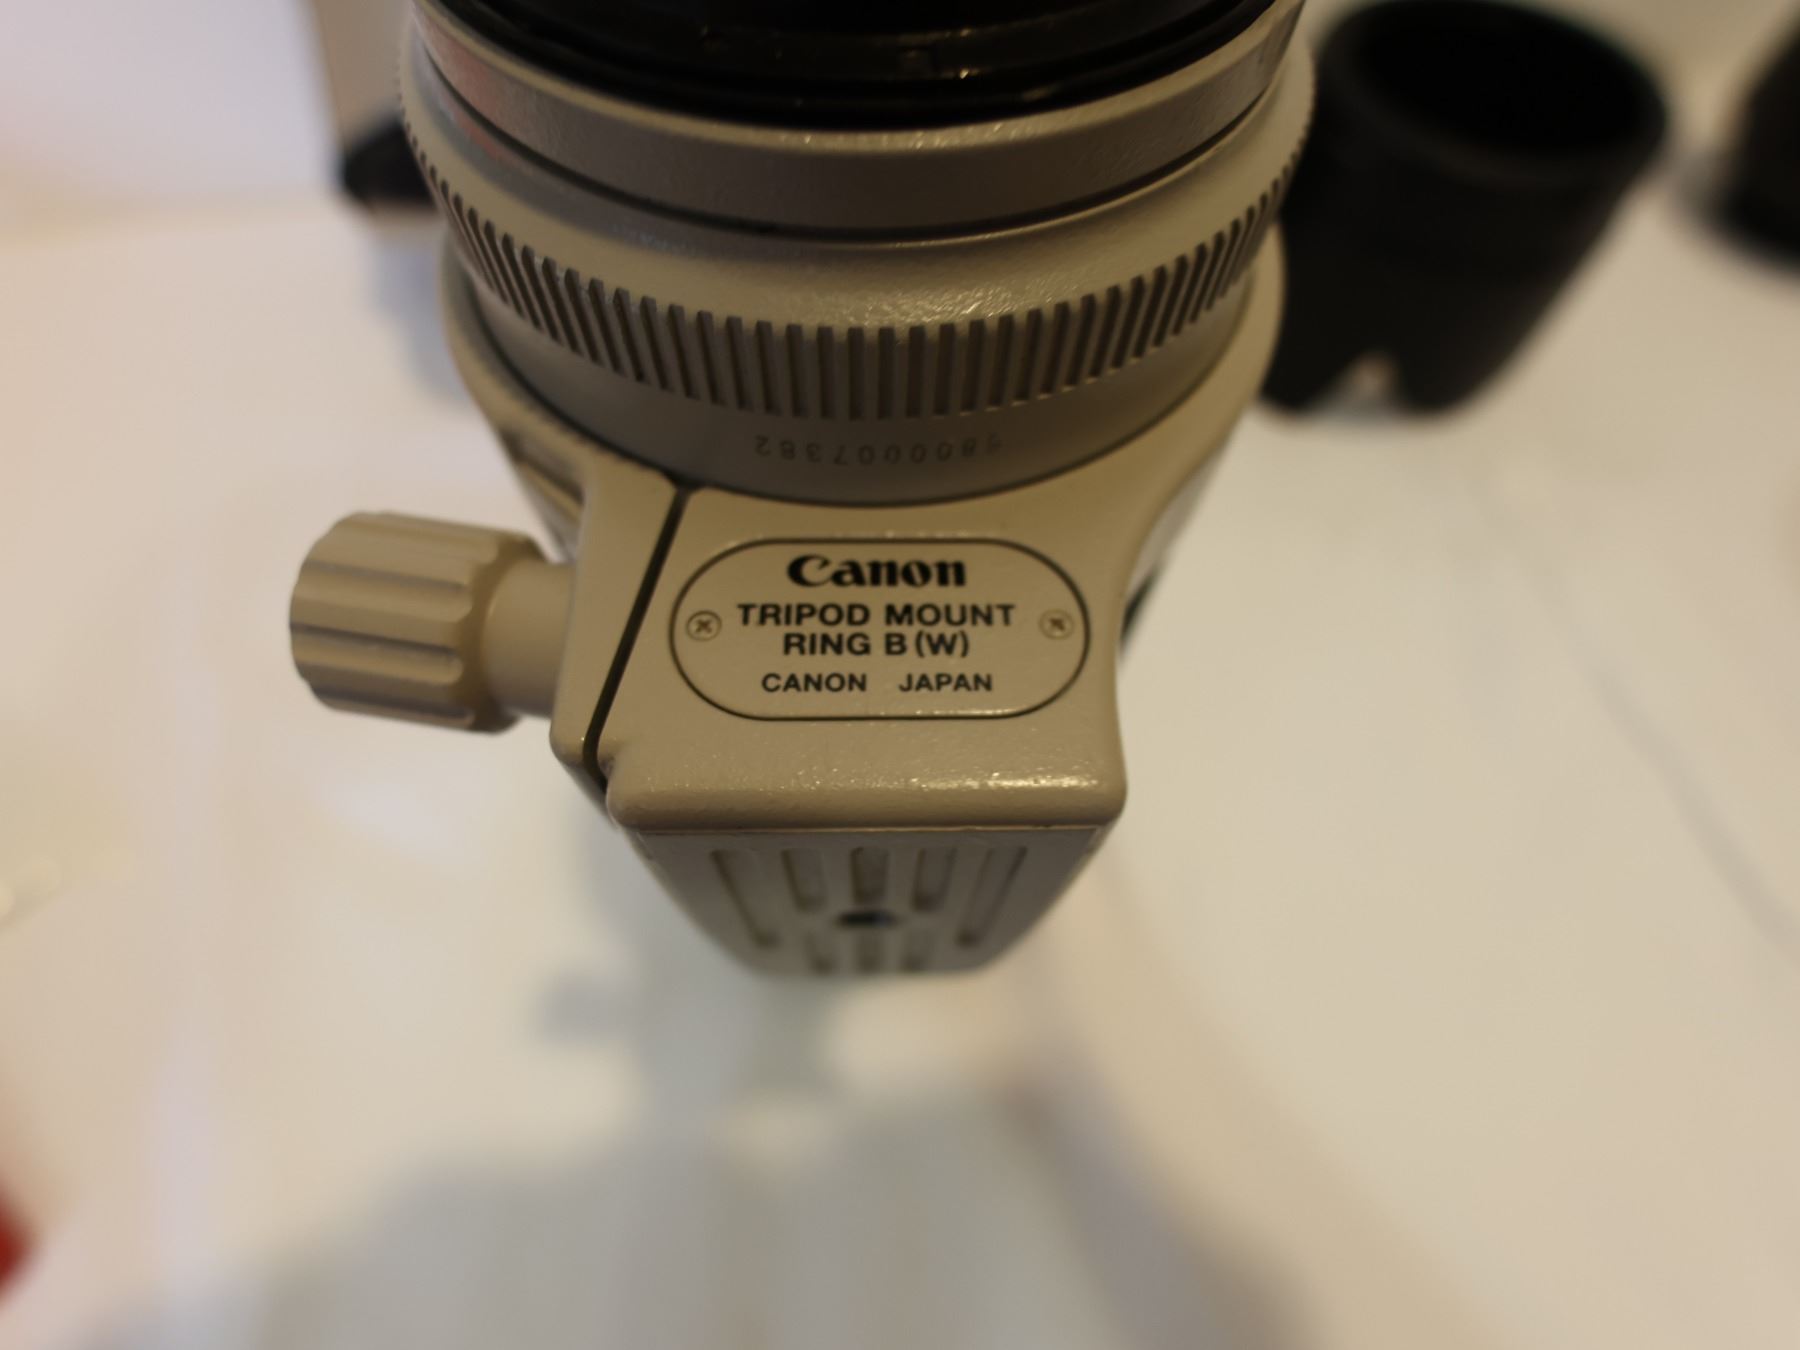 Canon
TRIPOD MOUNT
RING B (W)
CANON JAPAN